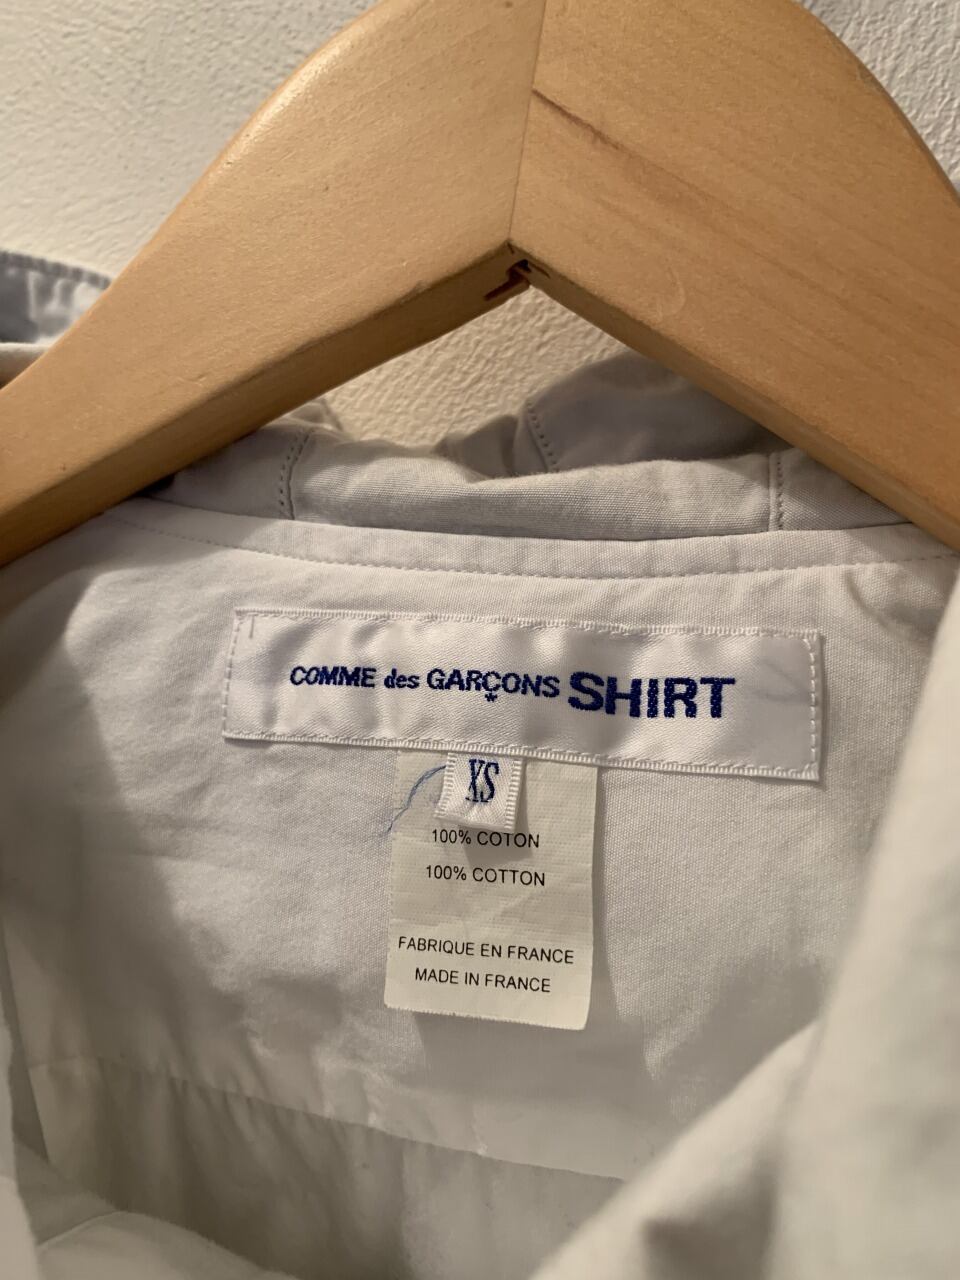 COMME des GARÇONS SHIRT
XS
100% COTON
100% COTTON
FABRIQUE EN FRANCE
MADE IN FRANCE